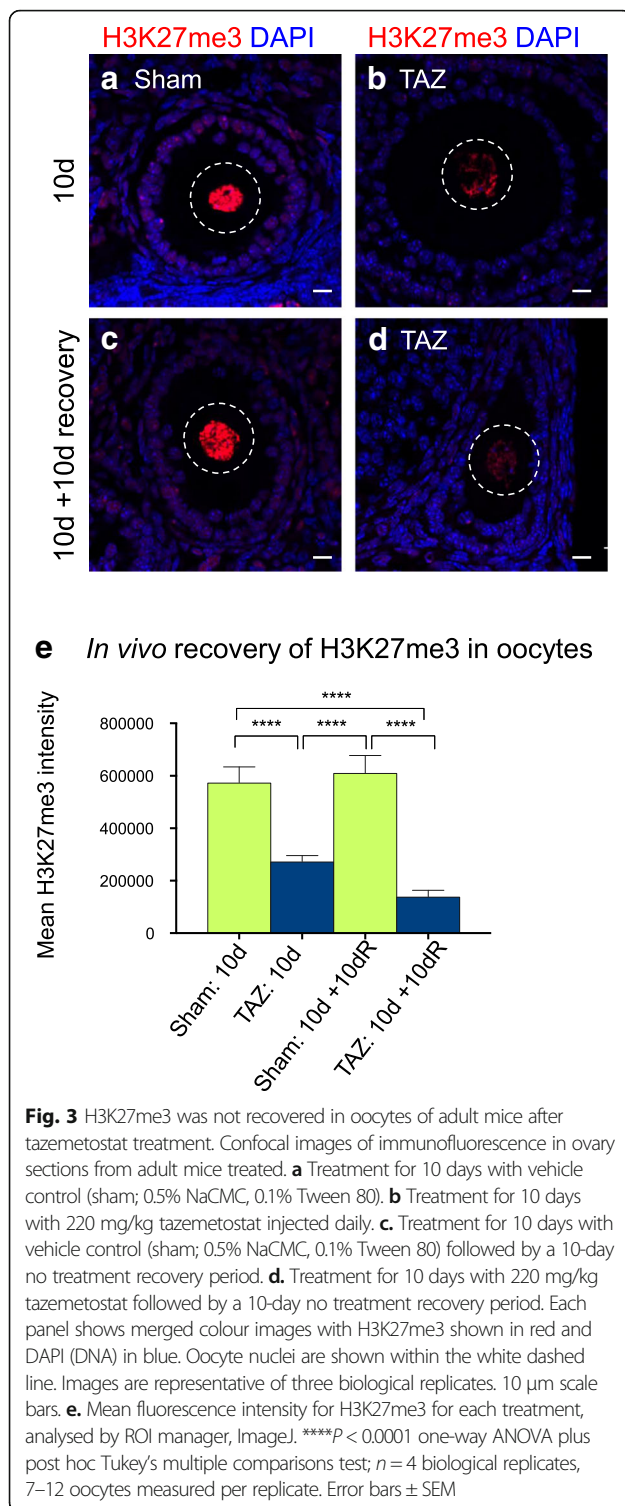 H3K27me3 DAPI H3K27me3 DAPI
a Sham b TAZ
10d
c d TAZ
10d +10d recovery
e In vivo recovery of H3K27me3 in oocytes
****
**** **** ****
800000
600000
400000
200000
0
Mean H3K27me3 intensity
Sham: 10d
TAZ: 10d
Sham: 10d +10dR
TAZ: 10d +10dR
Fig. 3 H3K27me3 was not recovered in oocytes of adult mice after
tazemetostat treatment. Confocal images of immunofluorescence in ovary
sections from adult mice treated. a Treatment for 10 days with vehicle
control (sham; 0.5% NaCMC, 0.1% Tween 80). b Treatment for 10 days
with 220 mg/kg tazemetostat injected daily. c. Treatment for 10 days with
vehicle control (sham; 0.5% NaCMC, 0.1% Tween 80) followed by a 10-day
no treatment recovery period. d. Treatment for 10 days with 220 mg/kg
tazemetostat followed by a 10-day no treatment recovery period. Each
panel shows merged colour images with H3K27me3 shown in red and
DAPI (DNA) in blue. Oocyte nuclei are shown within the white dashed
line. Images are representative of three biological replicates. 10 μm scale
bars. e. Mean fluorescence intensity for H3K27me3 for each treatment,
analysed by ROI manager, ImageJ. ****P < 0.0001 one-way ANOVA plus
post hoc Tukey's multiple comparisons test; n = 4 biological replicates,
7–12 oocytes measured per replicate. Error bars ± SEM